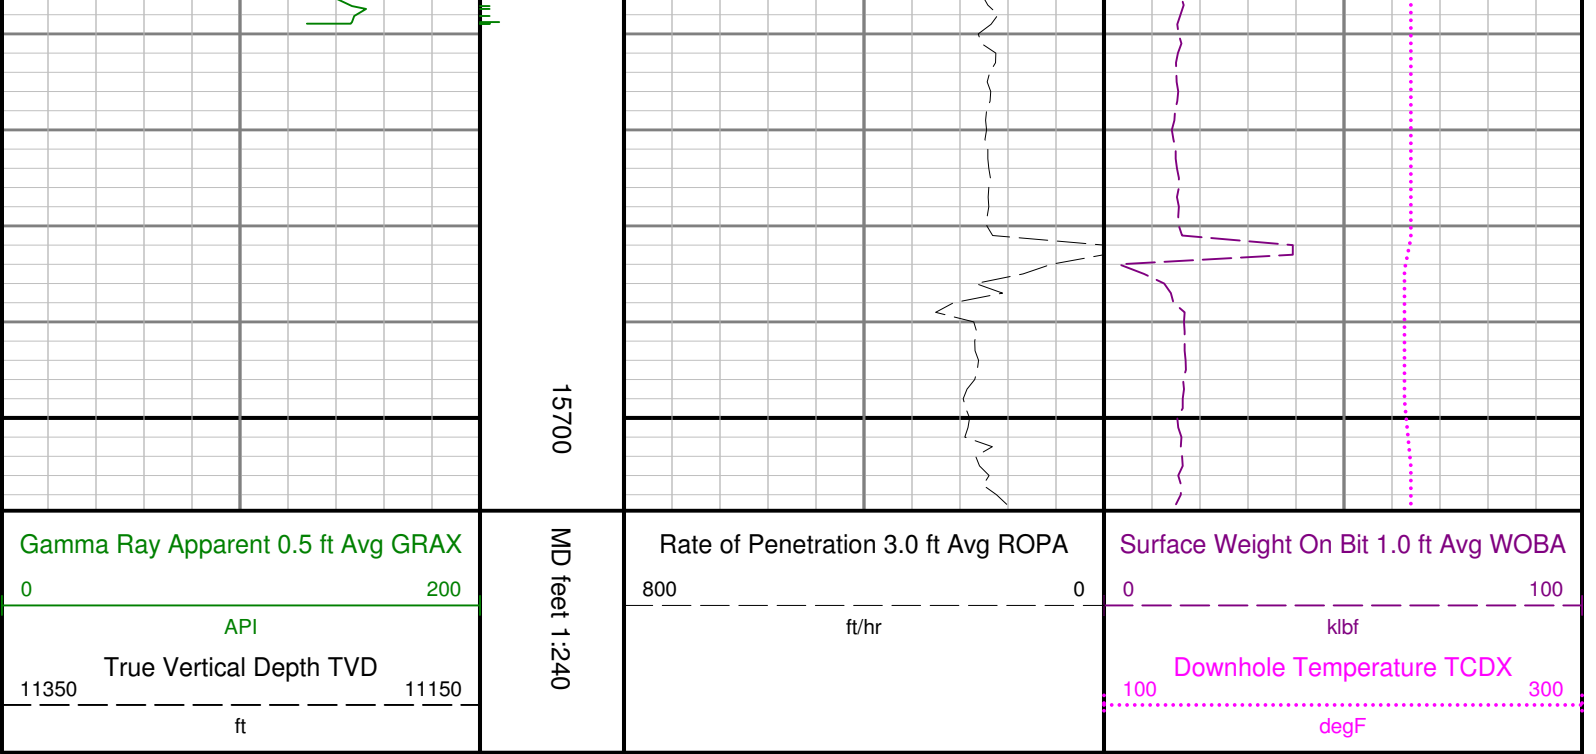 15700
Gamma Ray Apparent 0.5 ft Avg GRAX
0 200
API
True Vertical Depth TVD
11350 11150
ft
MD feet 1:240
Rate of Penetration 3.0 ft Avg ROPA
800 0
ft/hr
Surface Weight On Bit 1.0 ft Avg WOBA
0 100
klbf
Downhole Temperature TCDX
100 300
degF